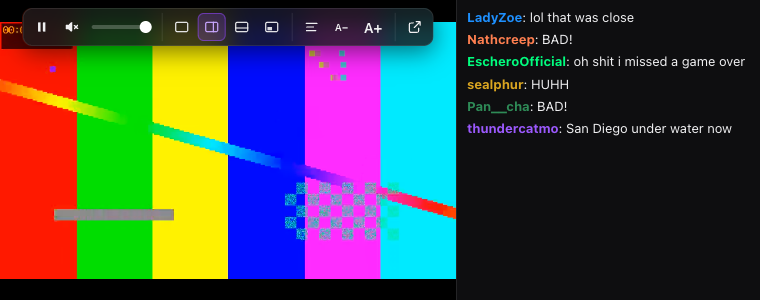 00:
A-
A+
LadyZoe: lol that was close
Nathcreep: BAD!
EscheroOfficial: oh shit i missed a game over
sealphur: HUHH
Pan__cha: BAD!
thundercatmo: San Diego under water now